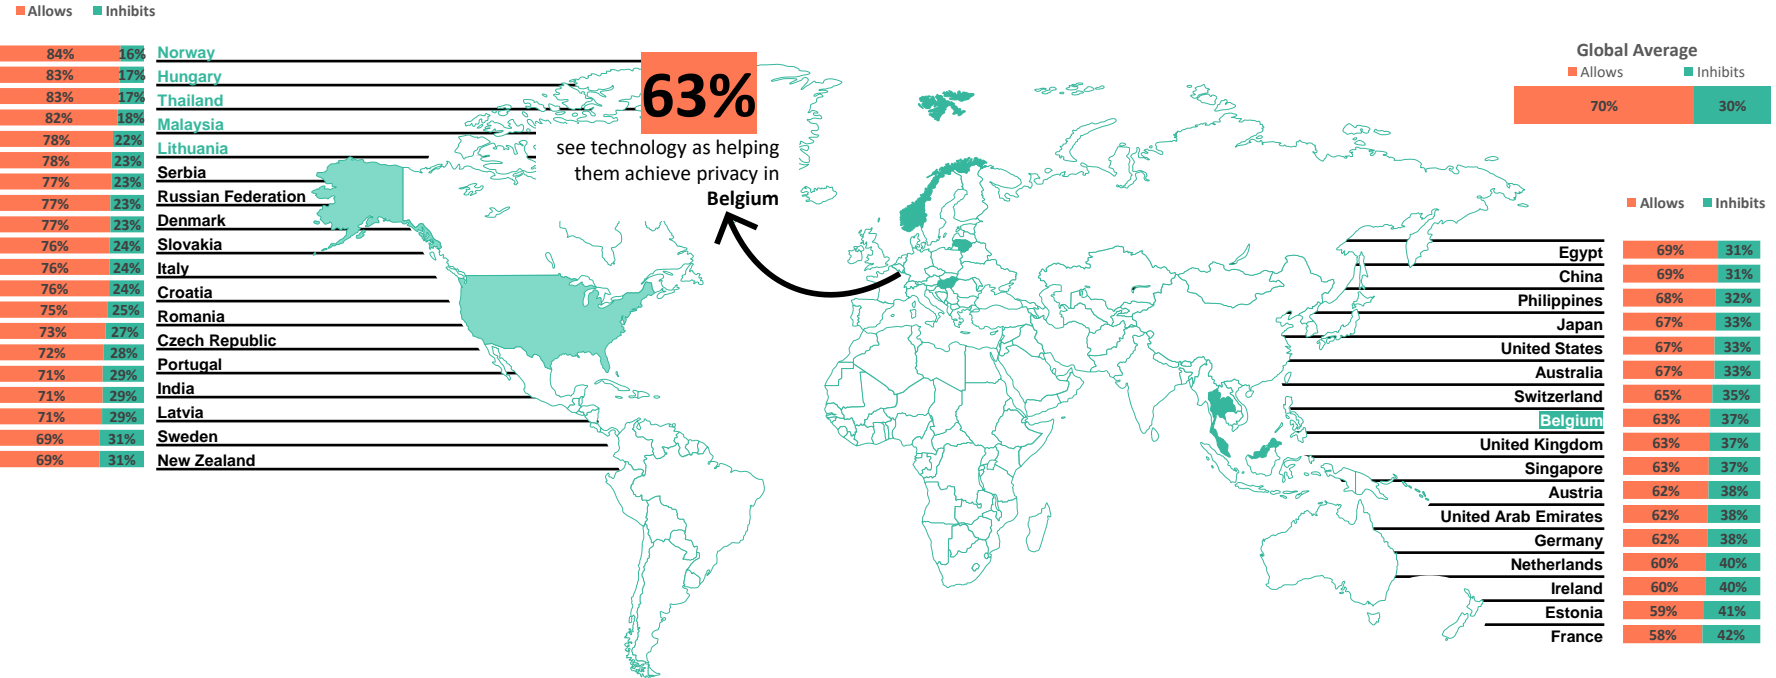 Allows Inhibits
84% 16%
83% 17%
83% 17%
82% 18%
78% 22%
78% 23%
77% 23%
77% 23%
77% 23%
76% 24%
76% 24%
76% 24%
75% 25%
73% 27%
72% 28%
71% 29%
71% 29%
71% 29%
69% 31%
69% 31%
Norway
Hungary
Thailand
Malaysia
Lithuania
Serbia
Russian Federation
Denmark
Slovakia
Italy
Croatia
Romania
Czech Republic
Portugal
India
Latvia
Sweden
New Zealand
63%
see technology as helping
them achieve privacy in
Belgium
Global Average
Allows Inhibits
70% 30%
Allows Inhibits
Egypt 69% 31%
China 69% 31%
Philippines 68% 32%
Japan 67% 33%
United States 67% 33%
Australia 67% 33%
Switzerland 65% 35%
Belgium 63% 37%
United Kingdom 63% 37%
Singapore 63% 37%
Austria 62% 38%
United Arab Emirates 62% 38%
Germany 62% 38%
Netherlands 60% 40%
Ireland 60% 40%
Estonia 59% 41%
France 58% 42%